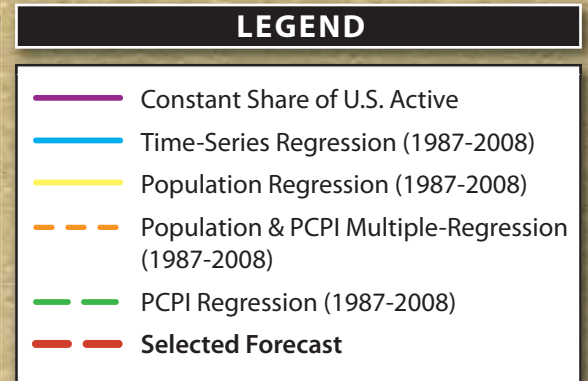 LEGEND
Constant Share of U.S. Active
Time-Series Regression (1987-2008)
Population Regression (1987-2008)
Population & PCPI Multiple-Regression
(1987-2008)
PCPI Regression (1987-2008)
Selected Forecast